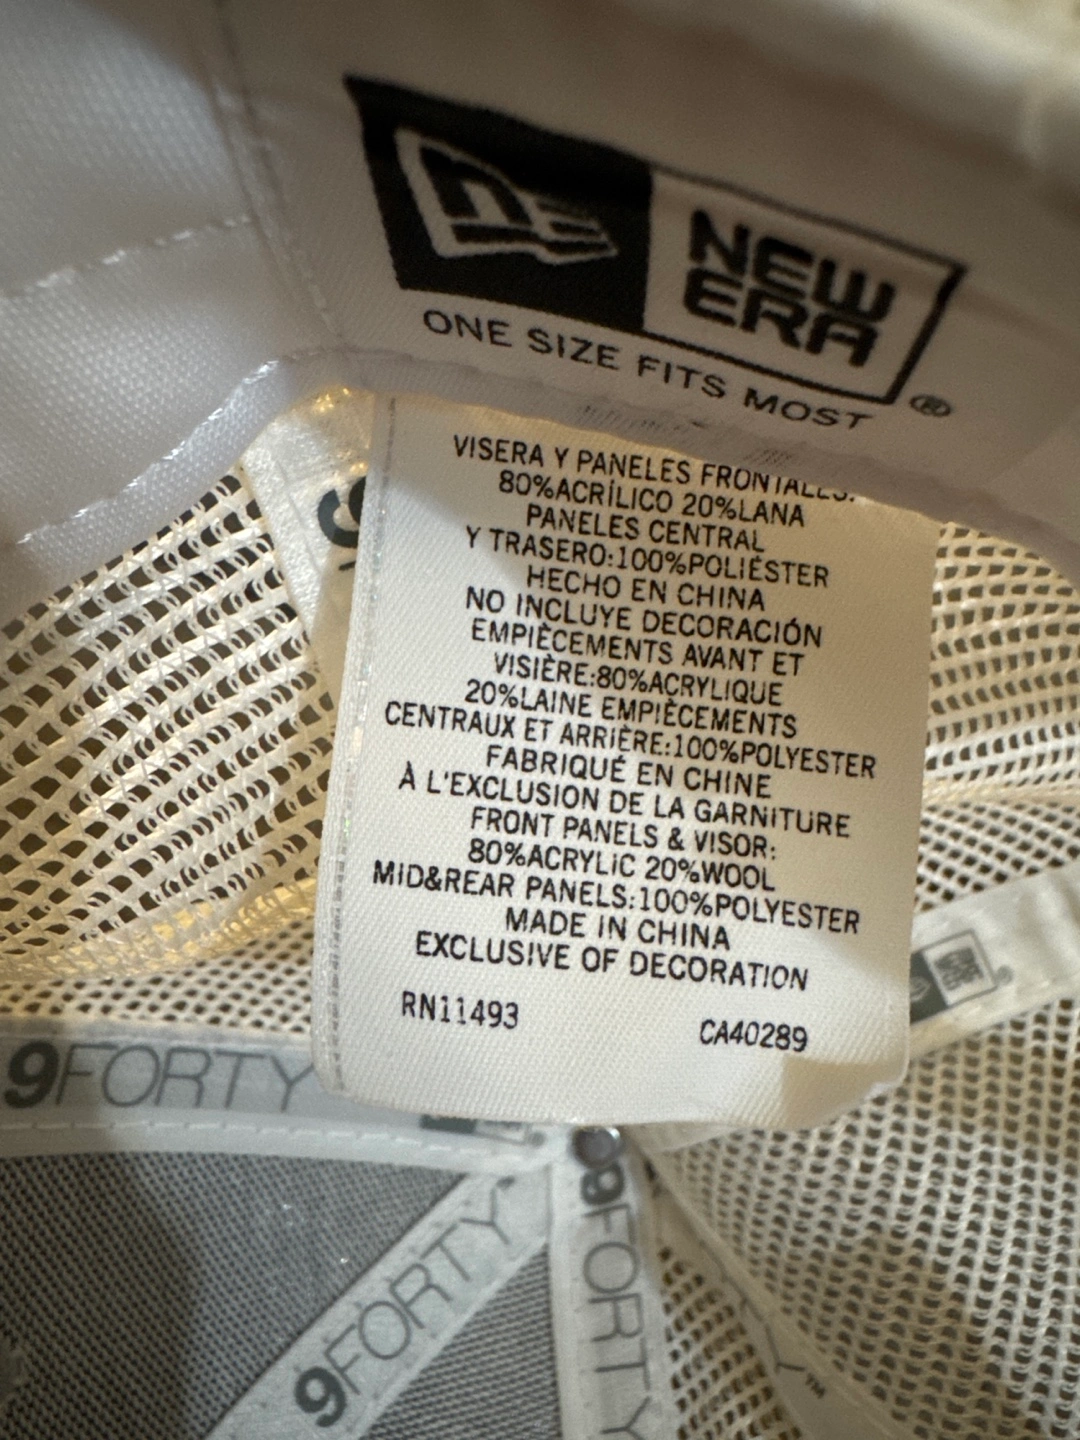 NEW
ERA
®
ONE SIZE FITS MOST
VISERA Y PANELES FRONTALES:
80%ACRÍLICO 20%LANA
PANELES CENTRAL
Y TRASERO:100%POLIÉSTER
HECHO EN CHINA
NO INCLUYE DECORACIÓN
EMPIÈCEMENTS AVANT ET
VISIÈRE:80%ACRYLIQUE
20%LAINE EMPIÈCEMENTS
CENTRAUX ET ARRIÈRE:100%POLYESTER
FABRIQUÉ EN CHINE
À L'EXCLUSION DE LA GARNITURE
FRONT PANELS & VISOR:
80%ACRYLIC 20%WOOL
MID&REAR PANELS:100%POLYESTER
MADE IN CHINA
EXCLUSIVE OF DECORATION
RN11493 CA40289
NEW
ERA
®
9FORTY
9FORTY
9FORTY
TY™